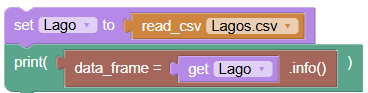 set Lago to read_csv Lagos.csv
print( data_frame = get Lago .info() )